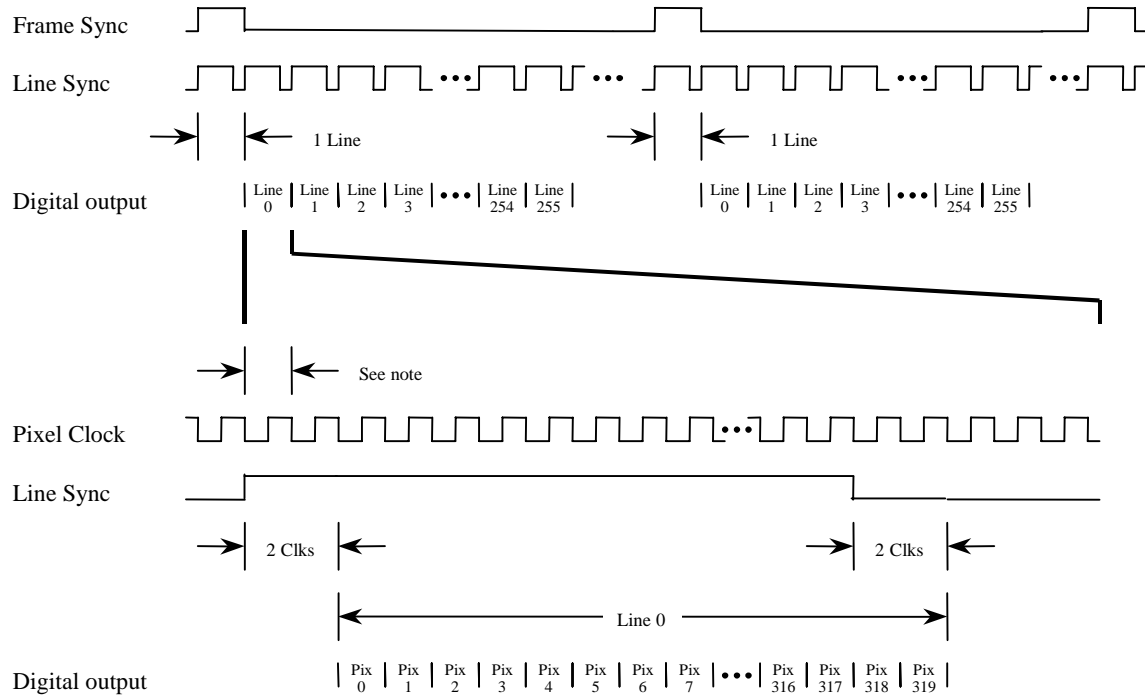 Frame Sync
Line Sync
••• ••• ••• •••
1 Line 1 Line
Digital output
Line 0 Line 1 Line 2 Line 3 ••• Line 254 Line 255 Line 0 Line 1 Line 2 Line 3 ••• Line 254 Line 255
See note
Pixel Clock
•••
Line Sync
2 Clks 2 Clks
Line 0
Digital output
Pix 0 Pix 1 Pix 2 Pix 3 Pix 4 Pix 5 Pix 6 Pix 7 ••• Pix 316 Pix 317 Pix 318 Pix 319